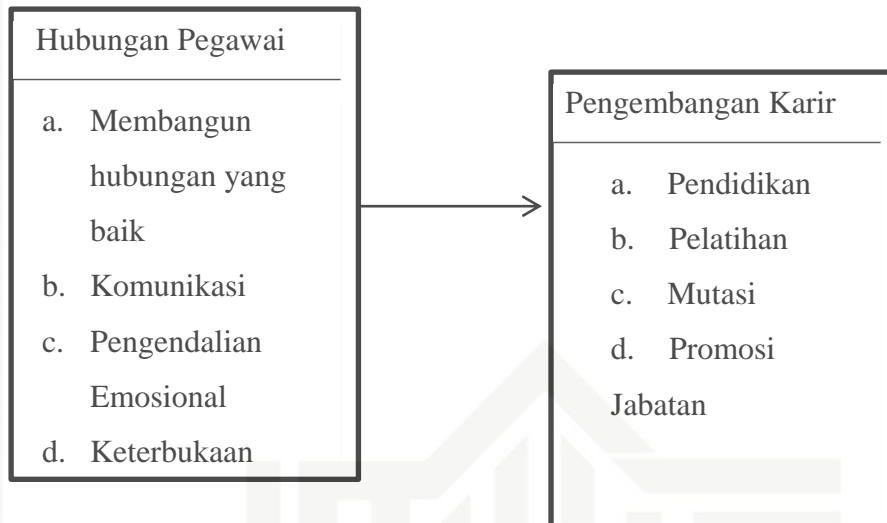 Hubungan Pegawai
a. Membangun
hubungan yang
baik
b. Komunikasi
c. Pengendalian
Emosional
d. Keterbukaan
Pengembangan Karir
a. Pendidikan
b. Pelatihan
c. Mutasi
d. Promosi
Jabatan